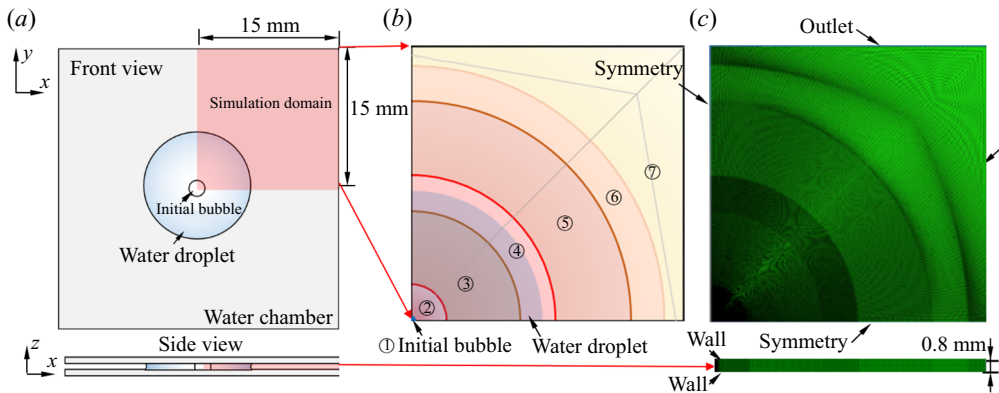 (a)
15 mm
y
x
Front view
Simulation domain
15 mm
Initial bubble
Water droplet
Water chamber
Side view
z
x
(b)
⑦
⑥
⑤
④
③
②
① Initial bubble
Water droplet
(c)
Outlet
Symmetry
Symmetry
Wall
Wall
0.8 mm